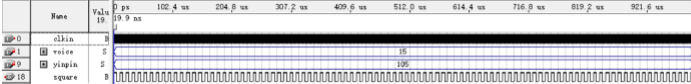 Name
Valu
19.
0 ps 102.4 us 204.8 us 307.2 us 409.6 us 512.0 us 614.4 us 716.8 us 819.2 us 921.6 us
19.9 ns
0 clkin B
1 voice S 15
9 yinpin S 105
18 square B